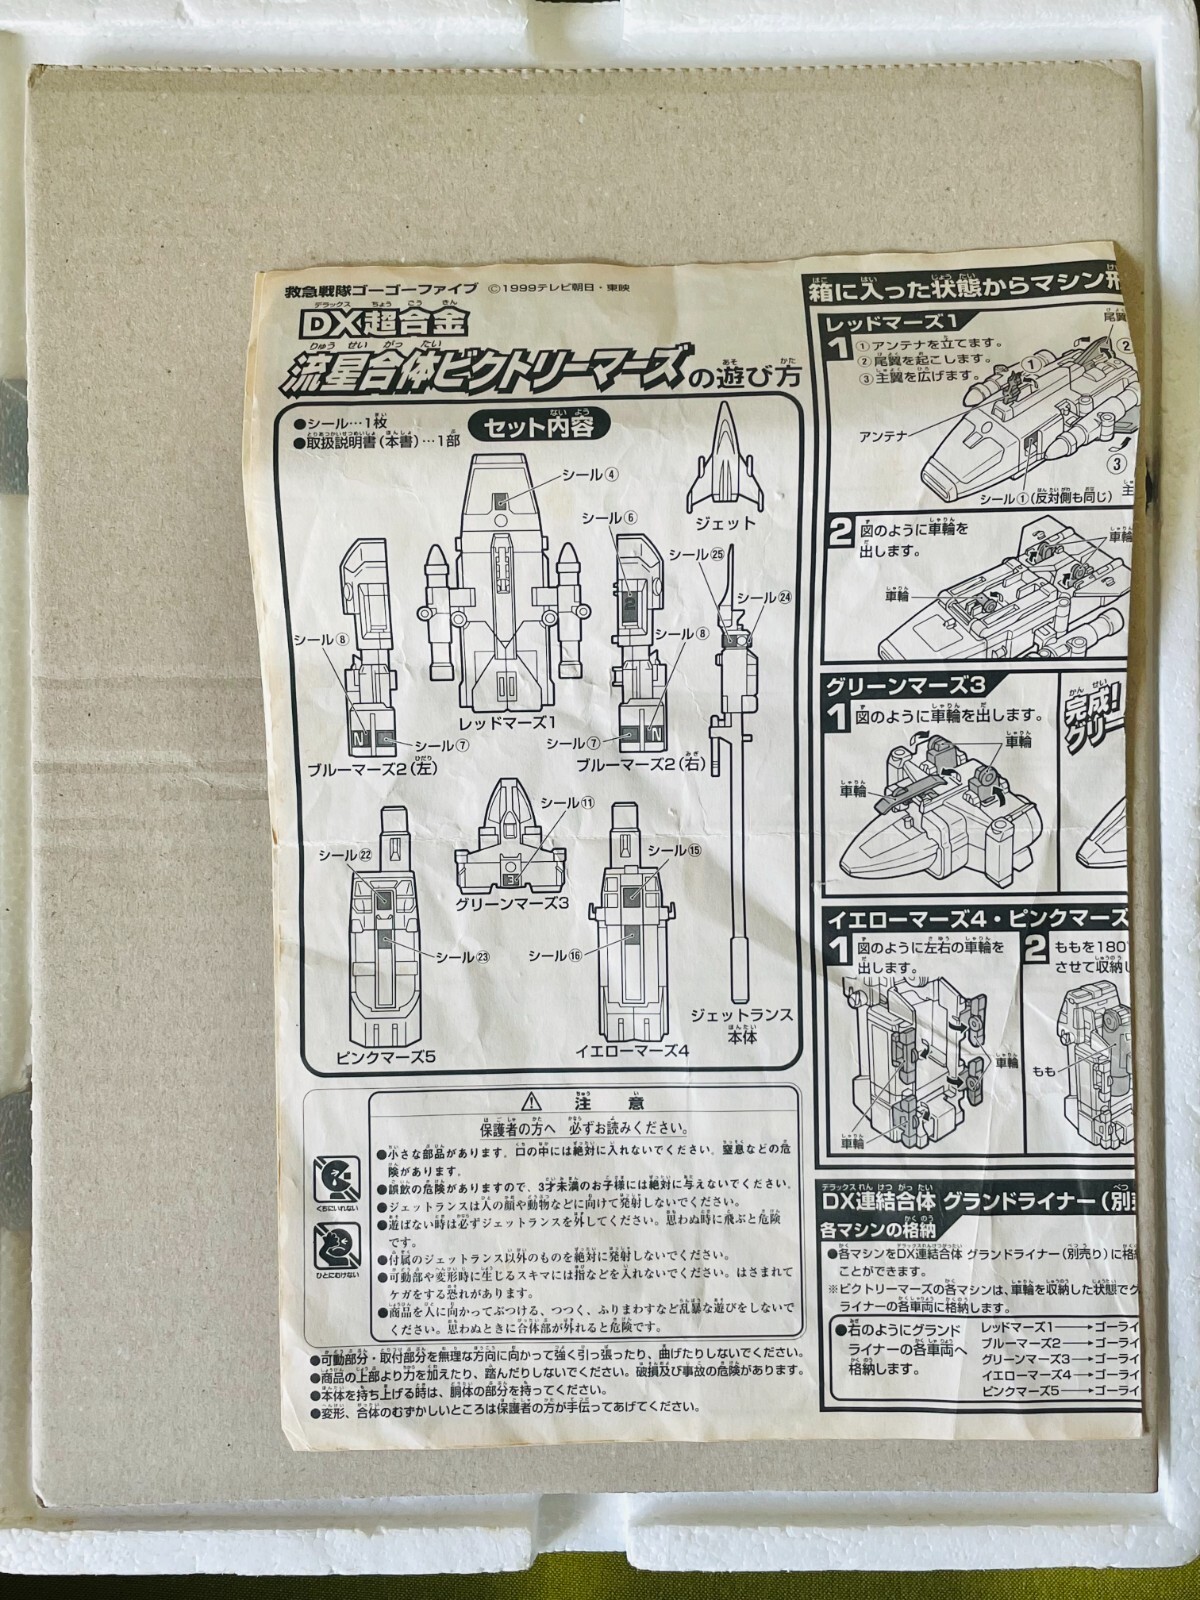 救急戦隊ゴーゴーファイブ ©1999テレビ朝日・東映
DX超合金
流星合体ビクトリーマーズの遊び方
セット内容
●シール…1枚
●取扱説明書(本書)…1部
シール④
シール⑥
ジェット
シール㉕
シール㉔
シール⑧
シール⑧
レッドマーズ1
シール⑦
シール⑦
ブルーマーズ2(左)
ブルーマーズ2(右)
シール⑪
シール㉒
シール⑮
グリーンマーズ3
シール㉓
シール⑯
ジェットランス
本体
ピンクマーズ5
イエローマーズ4
⚠ 注意
保護者の方へ 必ずお読みください。
●小さな部品があります。口の中には絶対に入れないでください。窒息などの危
険があります。
●誤飲の危険がありますので、3才未満のお子様には絶対に与えないでください。
●ジェットランスは人の顔や動物などに向けて発射しないでください。
●遊ばない時は必ずジェットランスを外してください。思わぬ時に飛ぶと危険
です。
●付属のジェットランス以外のものを絶対に発射しないでください。
●可動部や変形時に生じるスキマには指などを入れないでください。はさまれて
ケガをする恐れがあります。
●商品を人に向かってぶつける、つつく、ふりまわすなど乱暴な遊びをしないで
ください。思わぬときに合体部が外れると危険です。
くちにいれない
ひとにむけない
●可動部分・取付部分を無理な方向に向かって強く引っ張ったり、曲げたりしないでください。
●商品の上部より力を加えたり、踏んだりしないでください。破損及び事故の危険があります。
●本体を持ち上げる時は、胴体の部分を持ってください。
●変形、合体のむずかしいところは保護者の方が手伝ってあげてください。
箱に入った状態からマシン形
レッドマーズ1
1
①アンテナを立てます。
②尾翼を起こします。
③主翼を広げます。
尾翼
①
②
アンテナ
③
シール①(反対側も同じ)
主
2 図のように車輪を
出します。
車輪
車輪
グリーンマーズ3
1 図のように車輪を出します。
車輪
車輪
完成!
グリー
イエローマーズ4・ピンクマーズ
1 図のように左右の車輪を
出します。
車輪
車輪
2 ももを180°
させて収納し
もも
DX連結合体 グランドライナー(別
各マシンの格納
●各マシンをDX連結合体 グランドライナー(別売り)に格
ことができます。
※ビクトリーマーズの各マシンは、車輪を収納した状態でグ
ライナーの各車両に格納します。
●右のようにグランド
ライナーの各車両へ
格納します。
レッドマーズ1→ゴーライ
ブルーマーズ2→ゴーライ
グリーンマーズ3→ゴーライ
イエローマーズ4→ゴーライ
ピンクマーズ5→ゴーライ